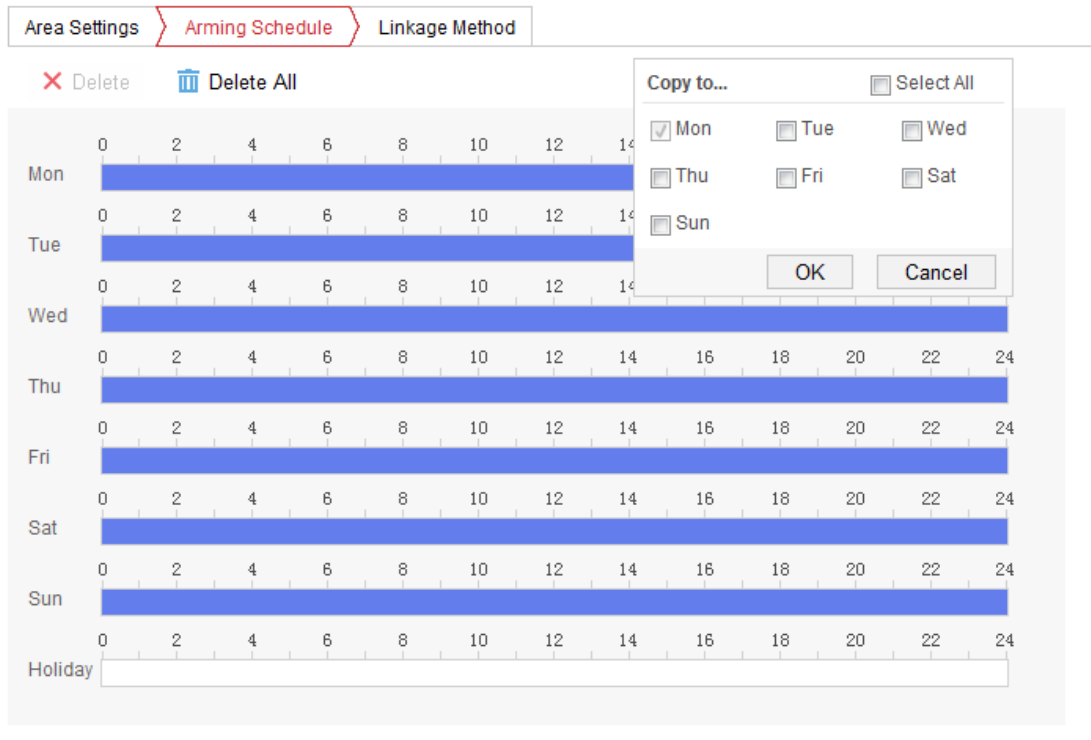 Area Settings Arming Schedule Linkage Method
Delete Delete All
Copy to... Select All
Mon Tue Wed
Thu Fri Sat
Sun
OK Cancel
0 2 4 6 8 10 12 14
Mon
0 2 4 6 8 10 12 14
Tue
0 2 4 6 8 10 12 14
Wed
0 2 4 6 8 10 12 14 16 18 20 22 24
Thu
0 2 4 6 8 10 12 14 16 18 20 22 24
Fri
0 2 4 6 8 10 12 14 16 18 20 22 24
Sat
0 2 4 6 8 10 12 14 16 18 20 22 24
Sun
0 2 4 6 8 10 12 14 16 18 20 22 24
Holiday